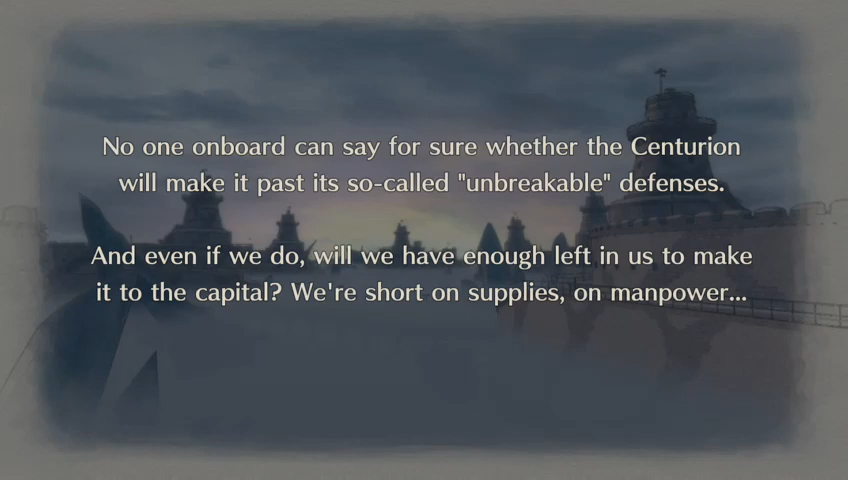 No one onboard can say for sure whether the Centurion
will make it past its so-called "unbreakable" defenses.
And even if we do, will we have enough left in us to make
it to the capital? We're short on supplies, on manpower...